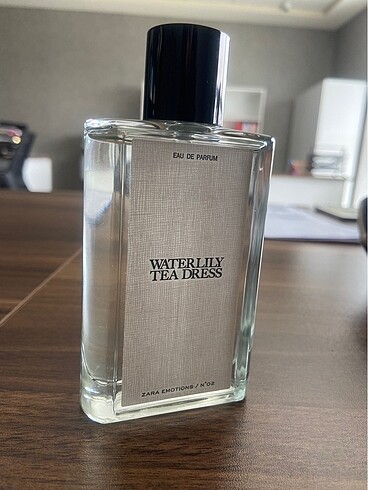 EAU DE PARFUM
WATERLILY
TEA DRESS
ZARA EMOTIONS / N°02